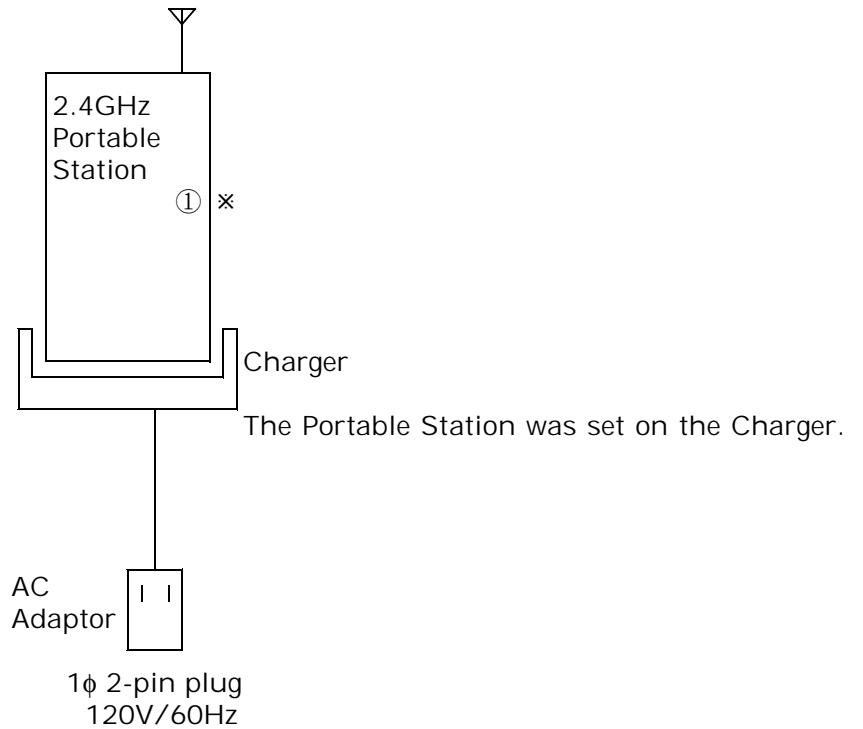 2.4GHz
Portable
Station
① ※
Charger
The Portable Station was set on the Charger.
AC
Adaptor
1ϕ 2-pin plug
120V/60Hz